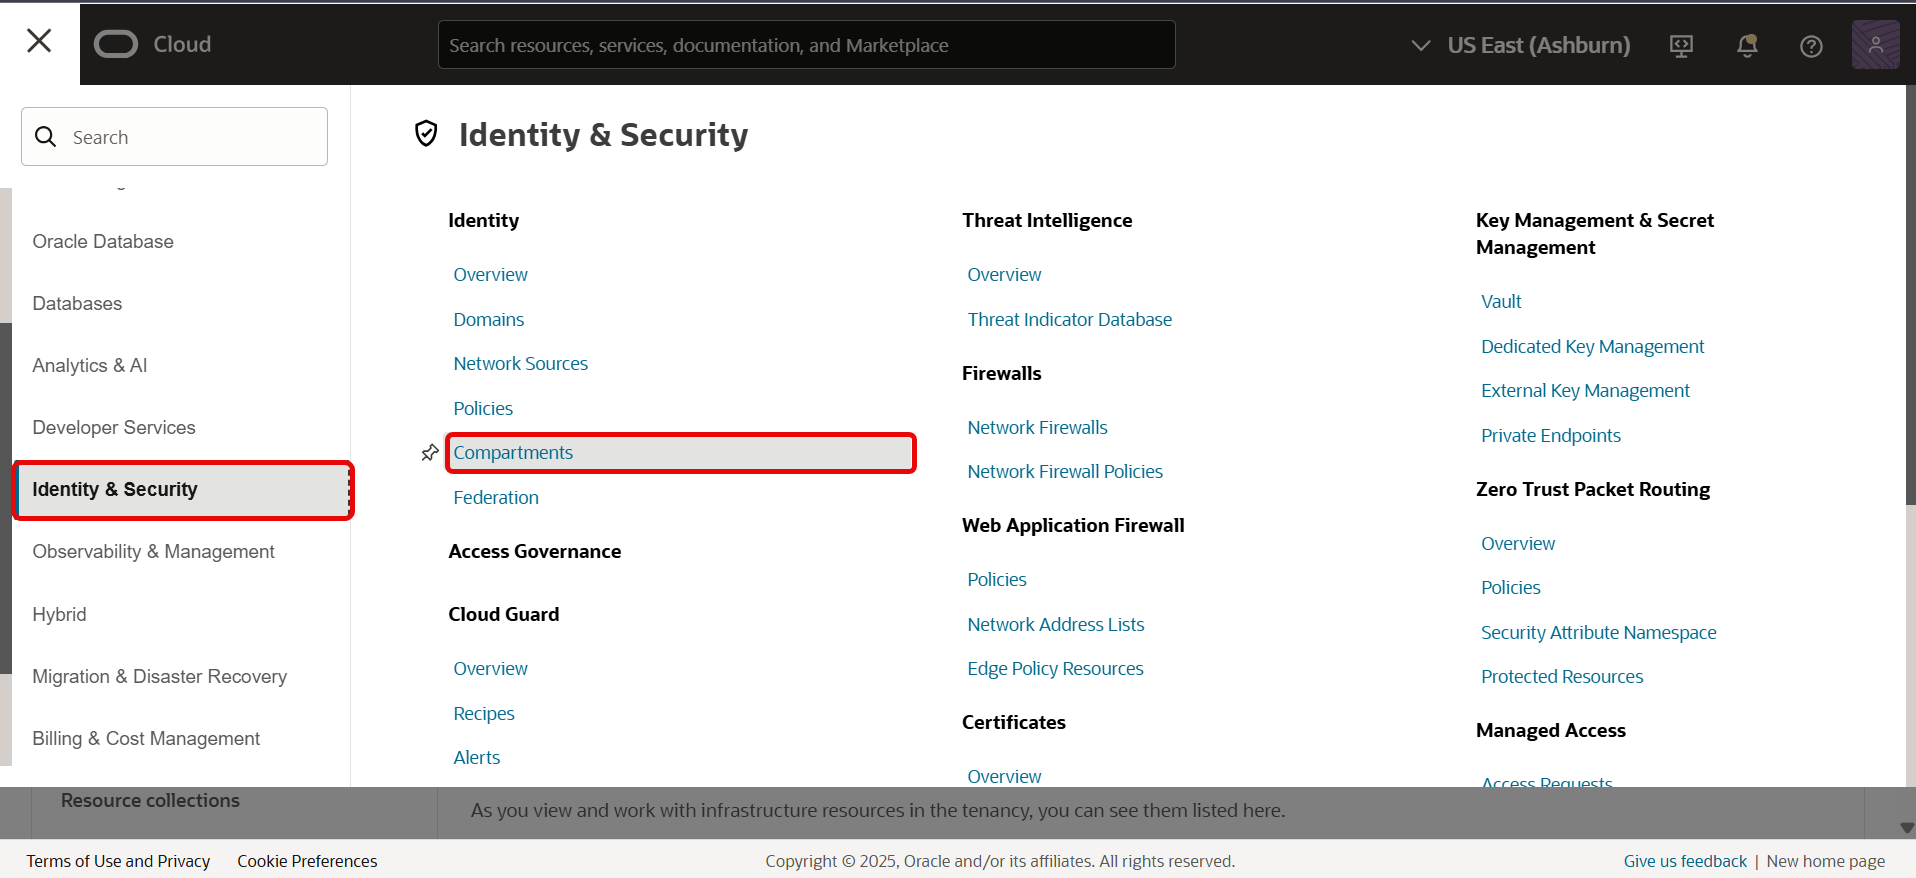 Cloud
Search resources, services, documentation, and Marketplace
US East (Ashburn)
Search
Oracle Database
Databases
Analytics & AI
Developer Services
Identity & Security
Observability & Management
Hybrid
Migration & Disaster Recovery
Billing & Cost Management
Identity & Security
Identity
Overview
Domains
Network Sources
Policies
Compartments
Federation
Access Governance
Cloud Guard
Overview
Recipes
Alerts
Threat Intelligence
Overview
Threat Indicator Database
Firewalls
Network Firewalls
Network Firewall Policies
Web Application Firewall
Policies
Network Address Lists
Edge Policy Resources
Certificates
Overview
Key Management & Secret
Management
Vault
Dedicated Key Management
External Key Management
Private Endpoints
Zero Trust Packet Routing
Overview
Policies
Security Attribute Namespace
Protected Resources
Managed Access
Access Requests
Resource collections
As you view and work with infrastructure resources in the tenancy, you can see them listed here.
Terms of Use and Privacy
Cookie Preferences
Copyright © 2025, Oracle and/or its affiliates. All rights reserved.
Give us feedback | New home page